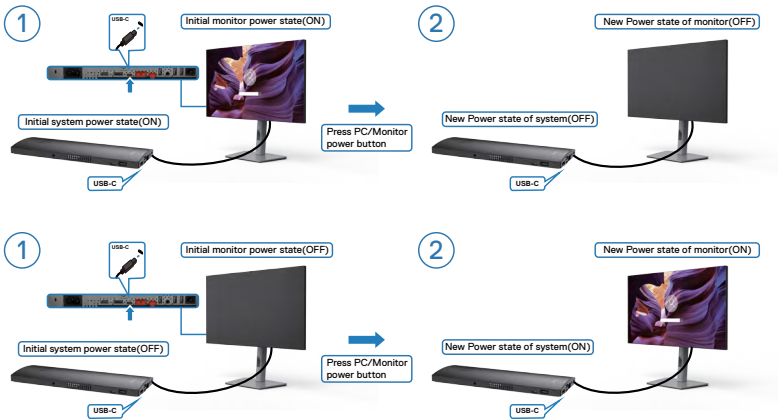 1
USB-C
Initial monitor power state(ON)
Initial system power state(ON)
USB-C
Press PC/Monitor
power button
2
New Power state of monitor(OFF)
New Power state of system(OFF)
USB-C
1
USB-C
Initial monitor power state(OFF)
Initial system power state(OFF)
USB-C
Press PC/Monitor
power button
2
New Power state of monitor(ON)
New Power state of system(ON)
USB-C